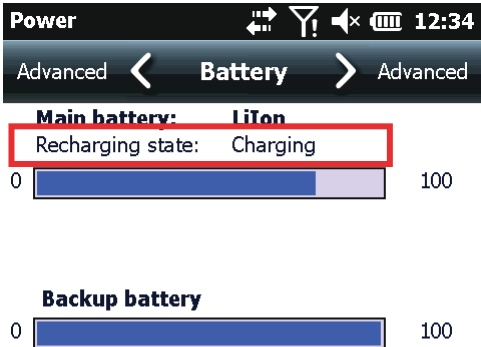 Power 12:34
Advanced Battery Advanced
Main battery: LiIon
Recharging state: Charging
0 100
Backup battery
0 100